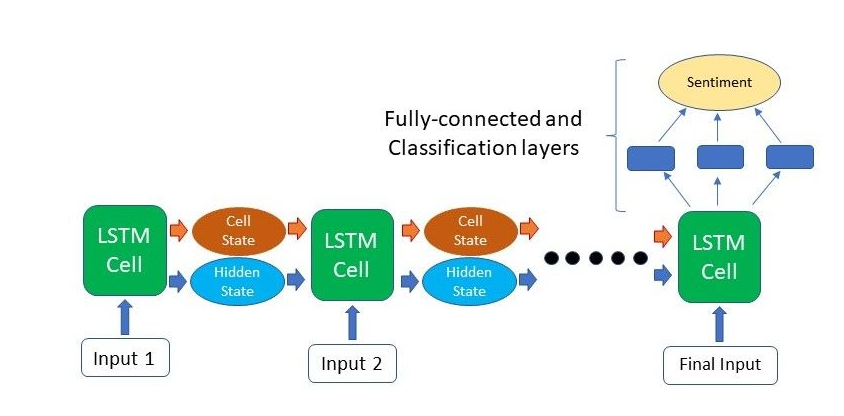 Sentiment
Fully-connected and
Classification layers
LSTM
Cell
Cell
State
Hidden
State
LSTM
Cell
Cell
State
Hidden
State
LSTM
Cell
Input 1
Input 2
Final Input